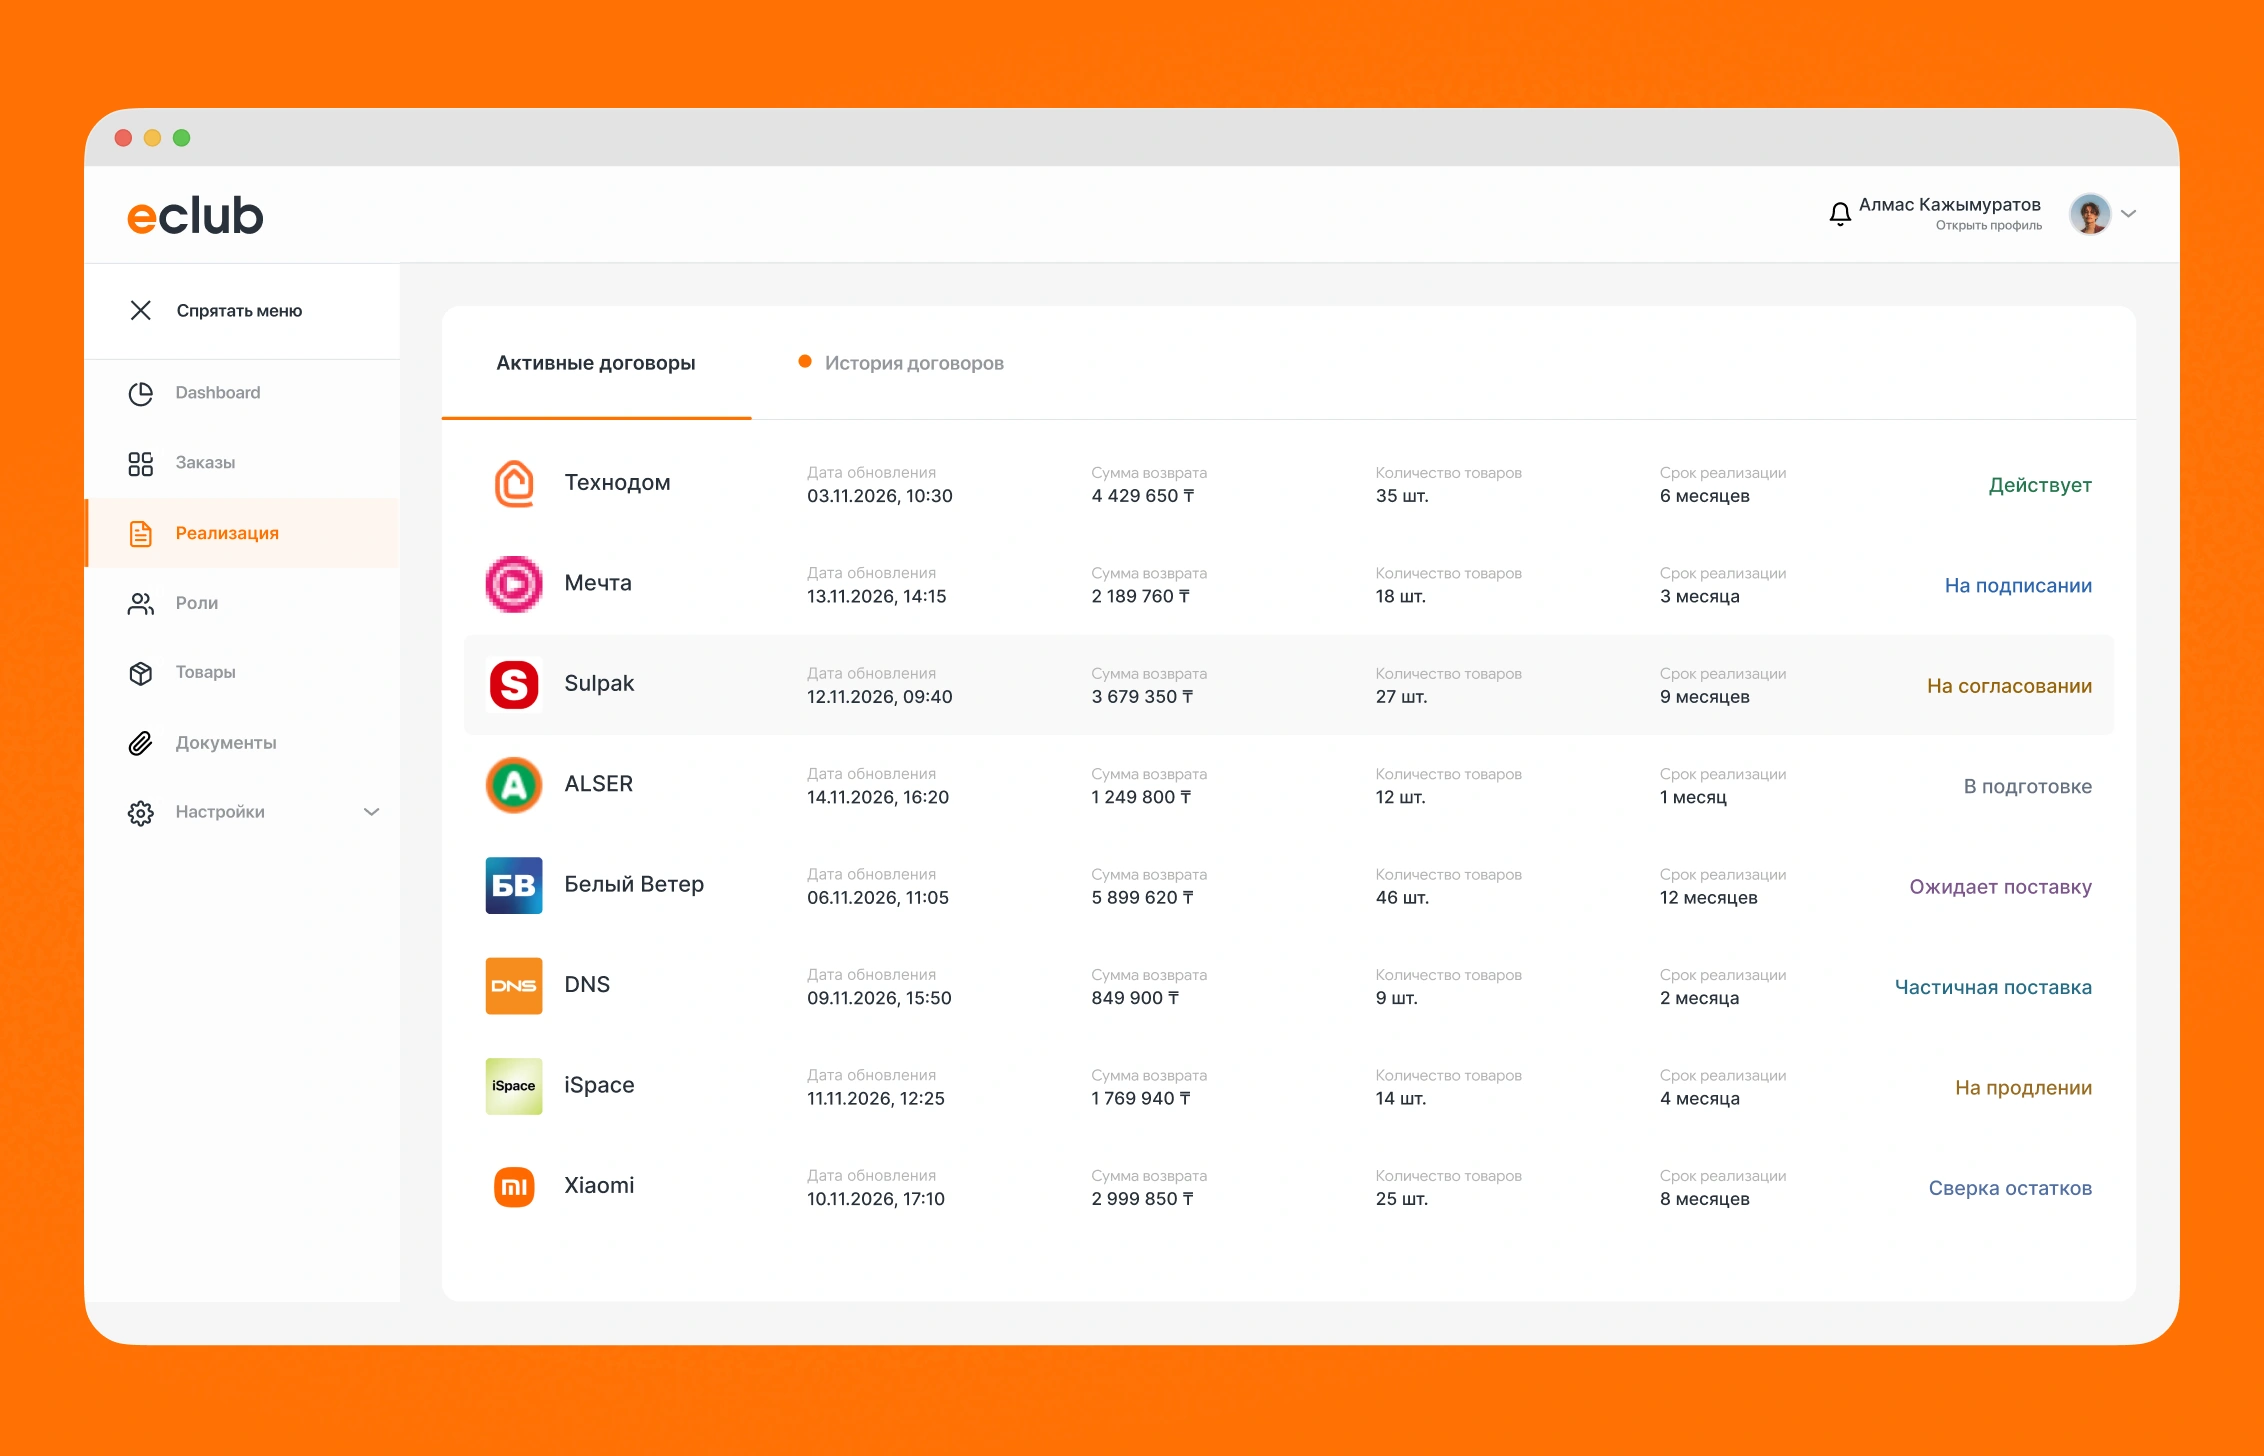 eclub
Алмас Кажымуратов
Открыть профиль
Спрятать меню
Dashboard
Заказы
Реализация
Роли
Товары
Документы
Настройки
Активные договоры
История договоров
Технодом
Дата обновления
03.11.2026, 10:30
Сумма возврата
4 429 650 ₸
Количество товаров
35 шт.
Срок реализации
6 месяцев
Действует
Мечта
Дата обновления
13.11.2026, 14:15
Сумма возврата
2 189 760 ₸
Количество товаров
18 шт.
Срок реализации
3 месяца
На подписании
S
Sulpak
Дата обновления
12.11.2026, 09:40
Сумма возврата
3 679 350 ₸
Количество товаров
27 шт.
Срок реализации
9 месяцев
На согласовании
A
ALSER
Дата обновления
14.11.2026, 16:20
Сумма возврата
1 249 800 ₸
Количество товаров
12 шт.
Срок реализации
1 месяц
В подготовке
БВ
Белый Ветер
Дата обновления
06.11.2026, 11:05
Сумма возврата
5 899 620 ₸
Количество товаров
46 шт.
Срок реализации
12 месяцев
Ожидает поставку
DNS
DNS
Дата обновления
09.11.2026, 15:50
Сумма возврата
849 900 ₸
Количество товаров
9 шт.
Срок реализации
2 месяца
Частичная поставка
iSpace
iSpace
Дата обновления
11.11.2026, 12:25
Сумма возврата
1 769 940 ₸
Количество товаров
14 шт.
Срок реализации
4 месяца
На продлении
mi
Xiaomi
Дата обновления
10.11.2026, 17:10
Сумма возврата
2 999 850 ₸
Количество товаров
25 шт.
Срок реализации
8 месяцев
Сверка остатков